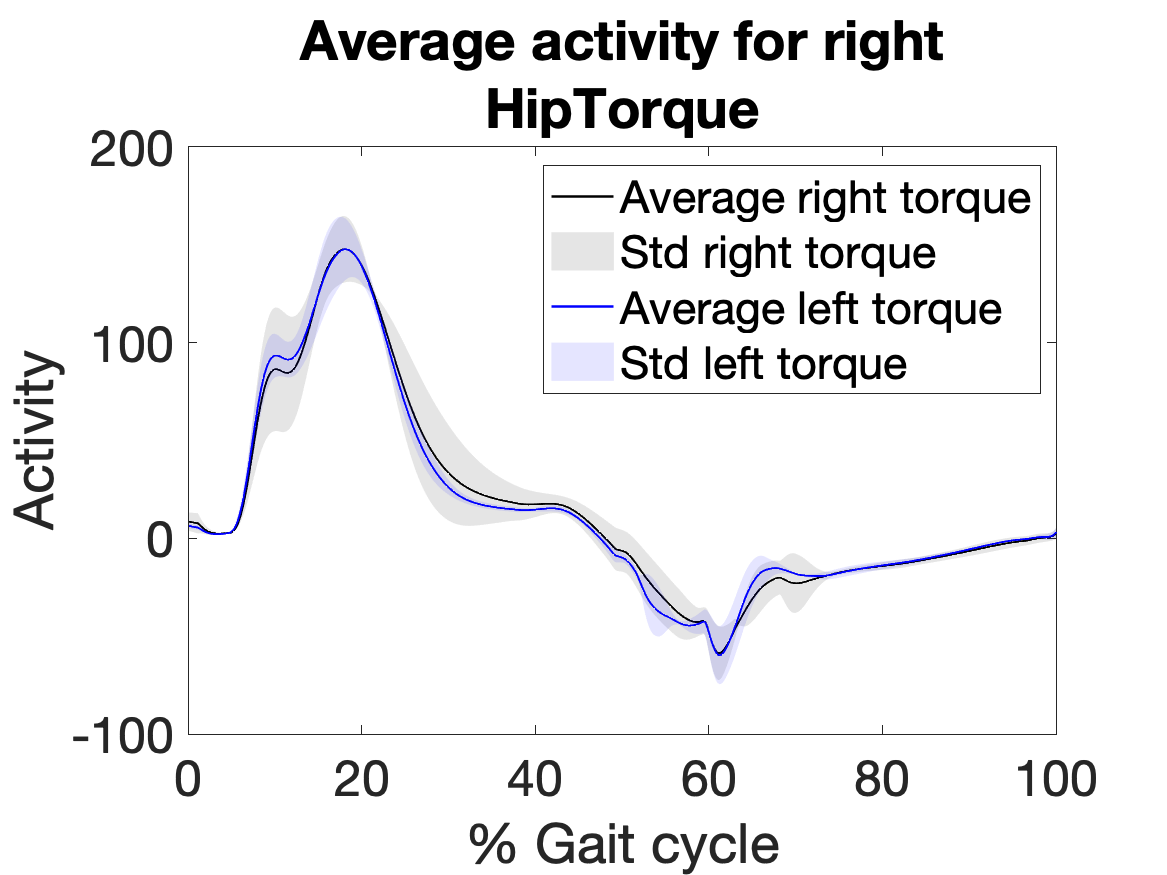 Average activity for right
HipTorque
200
100
0
-100
Activity
Average right torque
Std right torque
Average left torque
Std left torque
0 20 40 60 80 100
% Gait cycle